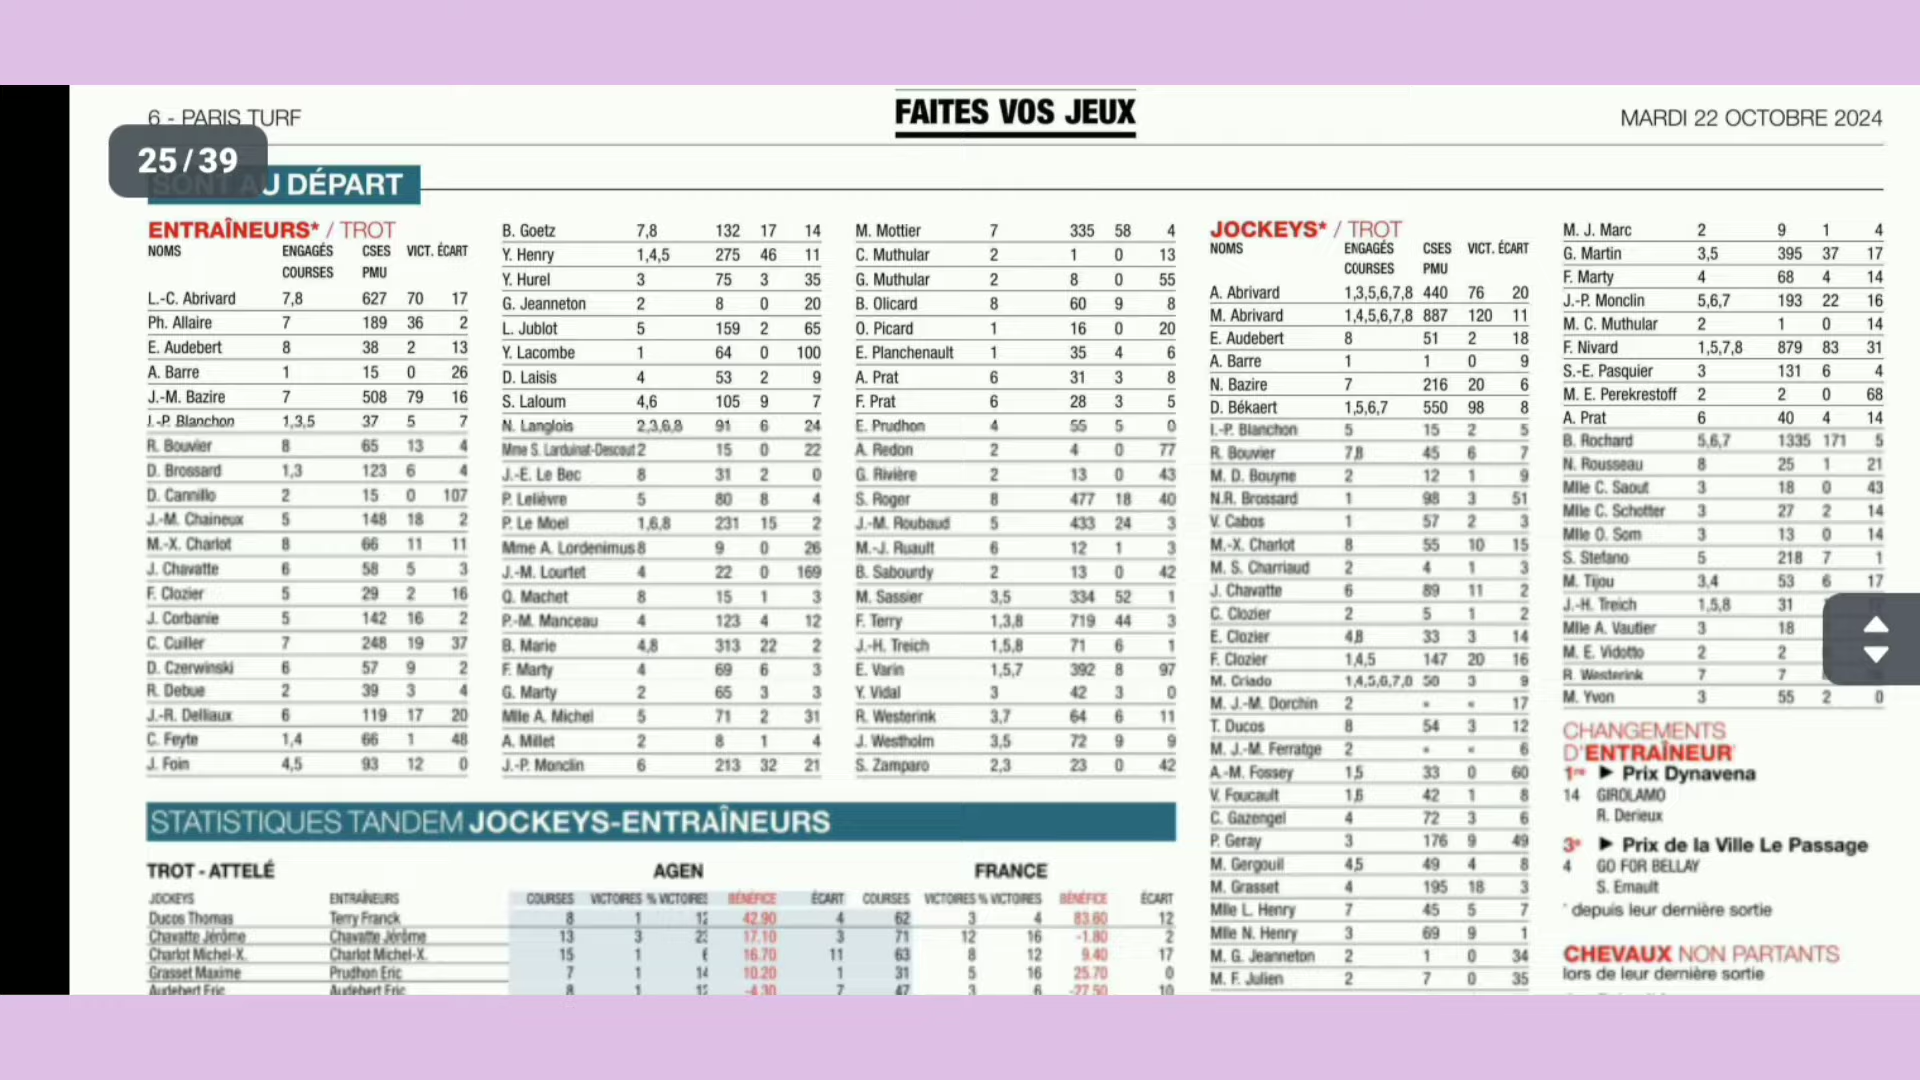 6 - PARIS TURF
FAITES VOS JEUX
MARDI 22 OCTOBRE 2024
25/39
SONT AU DÉPART
ENTRAÎNEURS* / TROT
NOMS ENGAGÉS CSES VICT. ÉCART
COURSES PMU
L.-C. Abrivard 7,8 627 70 17
Ph. Allaire 7 189 36 2
E. Audebert 8 38 2 13
A. Barre 1 15 0 26
J.-M. Bazire 7 508 79 16
J.-P. Blanchon 1,3,5 37 5 7
R. Bouvier 8 65 13 4
D. Brossard 1,3 123 6 4
D. Cannillo 2 15 0 107
J.-M. Chaineux 5 148 18 2
M.-X. Charlot 8 66 11 11
J. Chavatte 6 58 5 3
F. Clozier 5 29 2 16
J. Corbanie 5 142 16 2
C. Cuiller 7 248 19 37
D. Czerwinski 6 57 9 2
R. Debue 2 39 3 4
J.-R. Delliaux 6 119 17 20
C. Feyte 1,4 66 1 48
J. Foin 4,5 93 12 0
B. Goetz 7,8 132 17 14
Y. Henry 1,4,5 275 46 11
Y. Hurel 3 75 3 35
G. Jeanneton 2 8 0 20
L. Jublot 5 159 2 65
Y. Lacombe 1 64 0 100
D. Laisis 4 53 2 9
S. Laloum 4,6 105 9 7
N. Langlois 2,3,6,8 91 6 24
Mme S. Larduinat-Descout 2 15 0 22
J.-E. Le Bec 8 31 2 0
P. Lelièvre 5 80 8 4
P. Le Moel 1,6,8 231 15 2
Mme A. Lordenimus 8 9 0 26
J.-M. Lourtet 4 22 0 169
Q. Machet 8 15 1 3
P.-M. Manceau 4 123 4 12
B. Marie 4,8 313 22 2
F. Marty 4 69 6 3
G. Marty 2 65 3 3
Mlle A. Michel 5 71 2 31
A. Millet 2 8 1 4
J.-P. Monclin 6 213 32 21
M. Mottier 7 335 58 4
C. Muthular 2 1 0 13
G. Muthular 2 8 0 55
B. Olicard 8 60 9 8
O. Picard 1 16 0 20
E. Planchenault 1 35 4 6
A. Prat 6 31 3 8
F. Prat 6 28 3 5
E. Prudhon 4 55 5 0
A. Redon 2 4 0 77
G. Rivière 2 13 0 43
S. Roger 8 477 18 40
J.-M. Roubaud 5 433 24 3
M.-J. Ruault 6 12 1 3
B. Sabourdy 2 13 0 42
M. Sassier 3,5 334 52 1
F. Terry 1,3,8 719 44 3
J.-H. Treich 1,5,8 71 6 1
E. Varin 1,5,7 392 8 97
Y. Vidal 3 42 3 0
R. Westerink 3,7 64 6 11
J. Westholm 3,5 72 9 9
S. Zamparo 2,3 23 0 42
JOCKEYS* / TROT
NOMS ENGAGÉS CSES VICT. ÉCART
COURSES PMU
A. Abrivard 1,3,5,6,7,8 440 76 20
M. Abrivard 1,4,5,6,7,8 887 120 11
E. Audebert 8 51 2 18
A. Barre 1 1 0 9
N. Bazire 7 216 20 6
D. Békaert 1,5,6,7 550 98 8
J.-P. Blanchon 5 15 2 5
R. Bouvier 7,8 45 6 7
M. D. Bouyne 2 12 1 9
N.R. Brossard 1 98 3 51
V. Cabos 1 57 2 3
M.-X. Charlot 8 55 10 15
M. S. Charriaud 2 4 1 3
J. Chavatte 6 89 11 2
C. Clozier 2 5 1 2
E. Clozier 4,8 33 3 14
F. Clozier 1,4,5 147 20 16
M. Criado 1,4,5,6,7,8 50 3 9
M. J.-M. Dorchin 2 - - 17
T. Ducos 8 54 3 12
M. J.-M. Ferratge 2 - - 6
A.-M. Fossey 1,5 33 0 60
V. Foucault 1,6 42 1 8
C. Gazengel 4 72 3 6
P. Geray 3 176 9 49
M. Gergouil 4,5 49 4 8
M. Grasset 4 195 18 3
Mlle L. Henry 7 45 5 7
Mlle N. Henry 3 69 9 1
M. G. Jeanneton 2 1 0 34
M. F. Julien 2 7 0 35
M. J. Marc 2 9 1 4
G. Martin 3,5 395 37 17
F. Marty 4 68 4 14
J.-P. Monclin 5,6,7 193 22 16
M. C. Muthular 2 1 0 14
F. Nivard 1,5,7,8 879 83 31
S.-E. Pasquier 3 131 6 4
M. E. Perekrestoff 2 2 0 68
A. Prat 6 40 4 14
B. Rochard 5,6,7 1335 171 5
N. Rousseau 8 25 1 21
Mlle C. Saout 3 18 0 43
Mlle C. Schotter 3 27 2 14
Mlle O. Som 3 13 0 14
S. Stefano 5 218 7 1
M. Tijou 3,4 53 6 17
J.-H. Treich 1,5,8 31
Mlle A. Vautier 3 18
M. E. Vidotto 2 2
R. Westerink 7 7
M. Yvon 3 55 2 0
CHANGEMENTS
D'ENTRAÎNEUR
1re ► Prix Dynavena
14 GIROLAMO
R. Derieux
3e ► Prix de la Ville Le Passage
4 GO FOR BELLAY
S. Ernault
* depuis leur dernière sortie
CHEVAUX NON PARTANTS
lors de leur dernière sortie
STATISTIQUES TANDEM JOCKEYS-ENTRAÎNEURS
TROT - ATTELÉ AGEN FRANCE
JOCKEYS ENTRAÎNEURS COURSES VICTOIRES % VICTOIRES BÉNÉFICE ÉCART COURSES VICTOIRES % VICTOIRES BÉNÉFICE ÉCART
Ducos Thomas Terry Franck 8 1 12 42.90 4 62 3 4 83.60 12
Chavatte Jérôme Chavatte Jérôme 13 3 23 17.10 3 71 12 16 -1.80 2
Charlot Michel-X. Charlot Michel-X. 15 1 6 16.70 11 63 8 12 9.40 17
Grasset Maxime Prudhon Eric 7 1 14 10.20 1 31 5 16 25.70 0
Audebert Eric Audebert Eric 8 1 12 -4.30 7 47 3 6 -27.50 10